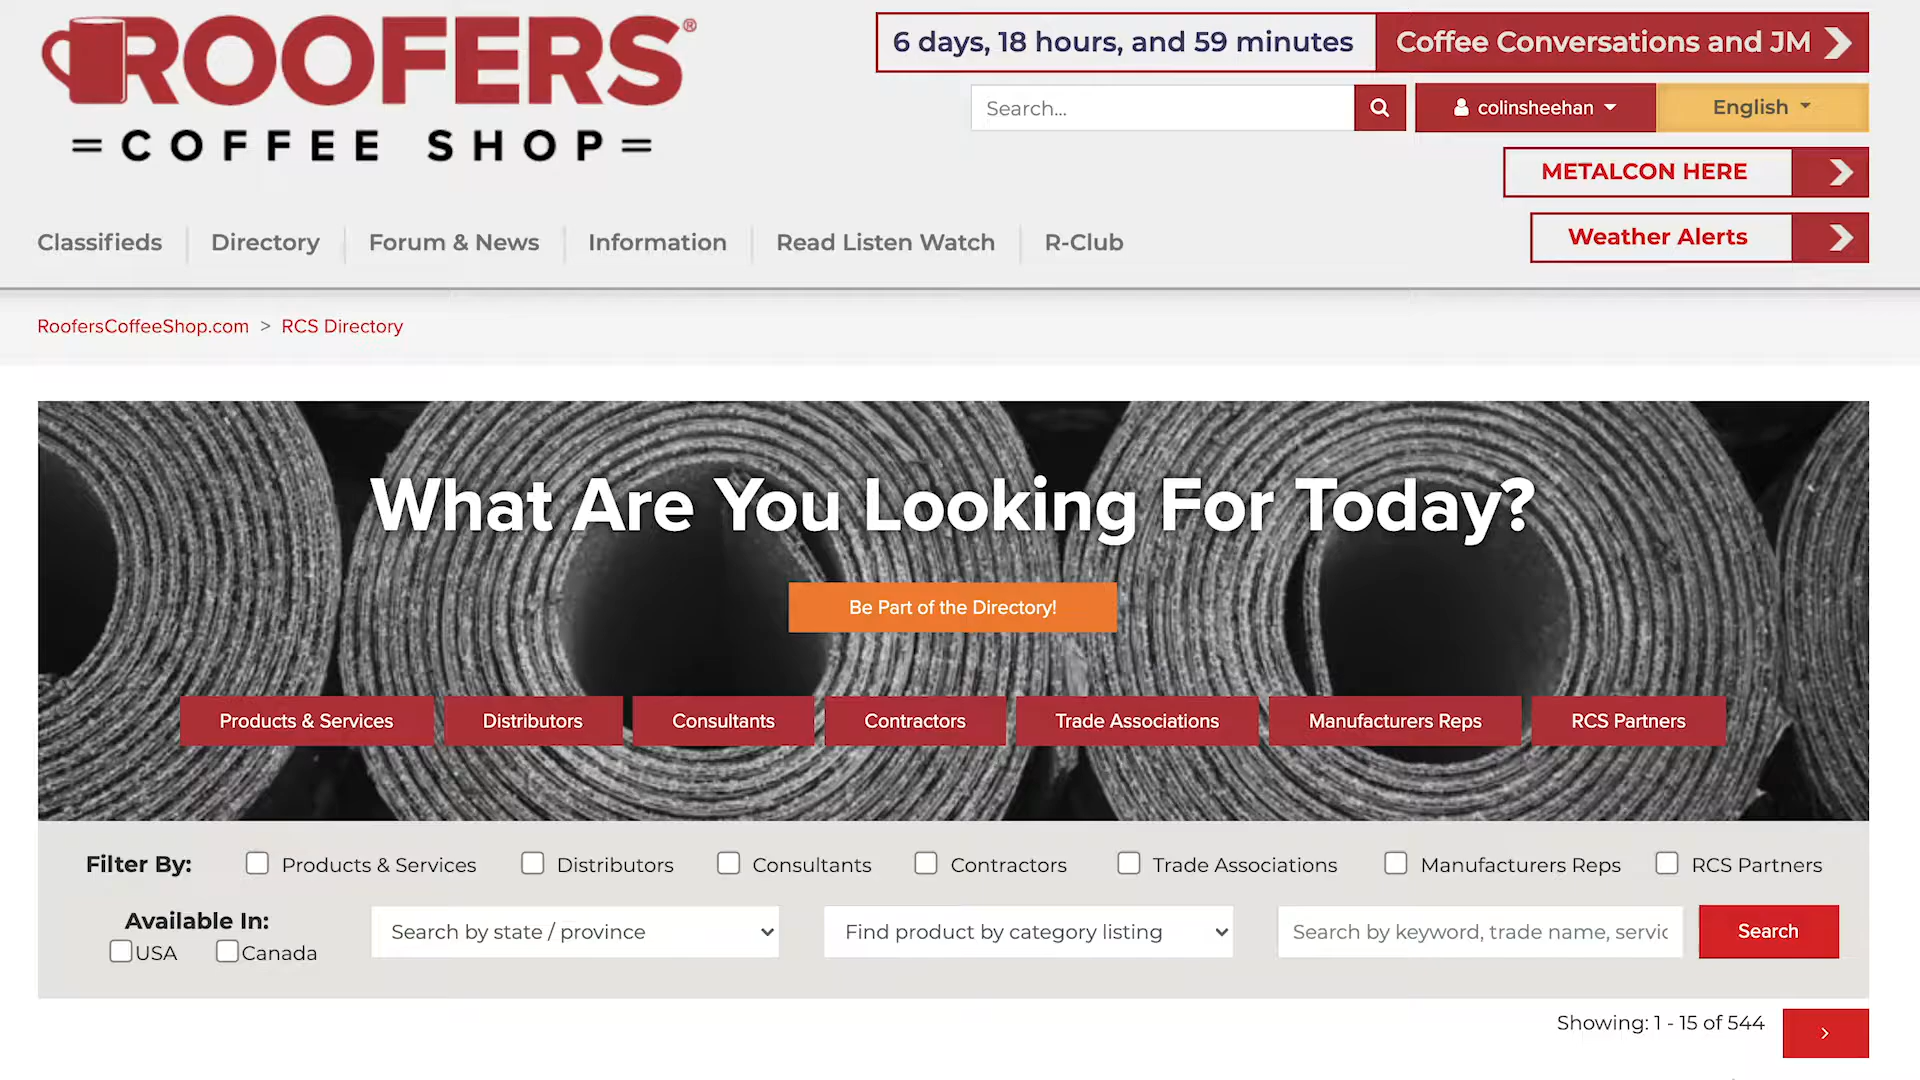 ROOFERS®
=COFFEE SHOP=
6 days, 18 hours, and 59 minutes
Coffee Conversations and JM
Search...
colinsheehan
English
METALCON HERE
Weather Alerts
Classifieds
Directory
Forum & News
Information
Read Listen Watch
R-Club
RoofersCoffeeShop.com > RCS Directory
What Are You Looking For Today?
Be Part of the Directory!
Products & Services
Distributors
Consultants
Contractors
Trade Associations
Manufacturers Reps
RCS Partners
Filter By:
Products & Services
Distributors
Consultants
Contractors
Trade Associations
Manufacturers Reps
RCS Partners
Available In:
USA
Canada
Search by state / province
Find product by category listing
Search by keyword, trade name, servic
Search
Showing: 1 - 15 of 544